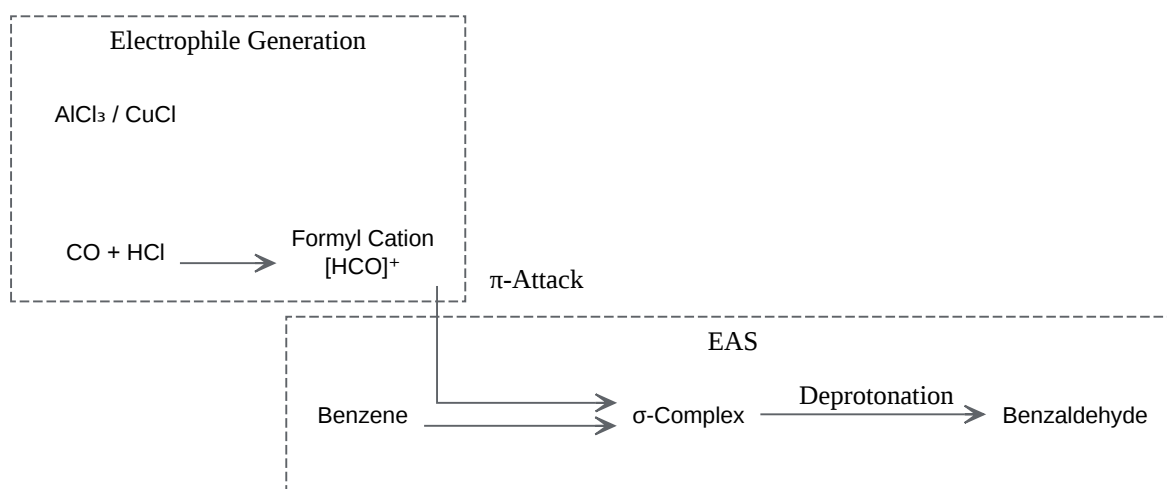 Electrophile Generation
AlCl₃ / CuCl
CO + HCl
Formyl Cation
[HCO]⁺
π-Attack
EAS
Benzene
σ-Complex
Deprotonation
Benzaldehyde